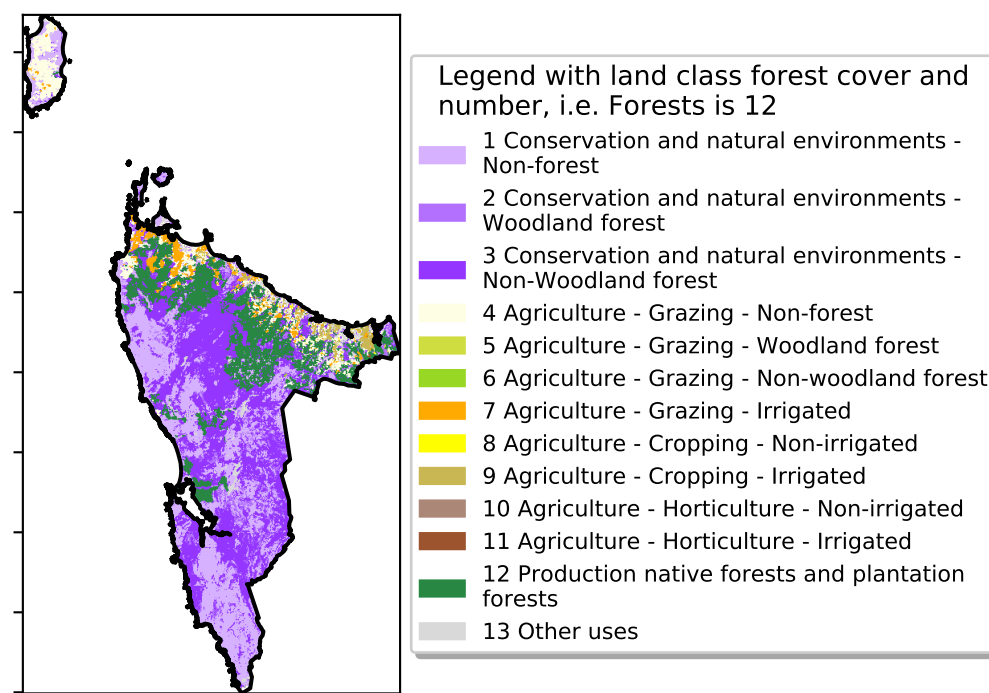 Legend with land class forest cover and
number, i.e. Forests is 12
1 Conservation and natural environments -
Non-forest
2 Conservation and natural environments -
Woodland forest
3 Conservation and natural environments -
Non-Woodland forest
4 Agriculture - Grazing - Non-forest
5 Agriculture - Grazing - Woodland forest
6 Agriculture - Grazing - Non-woodland forest
7 Agriculture - Grazing - Irrigated
8 Agriculture - Cropping - Non-irrigated
9 Agriculture - Cropping - Irrigated
10 Agriculture - Horticulture - Non-irrigated
11 Agriculture - Horticulture - Irrigated
12 Production native forests and plantation
forests
13 Other uses